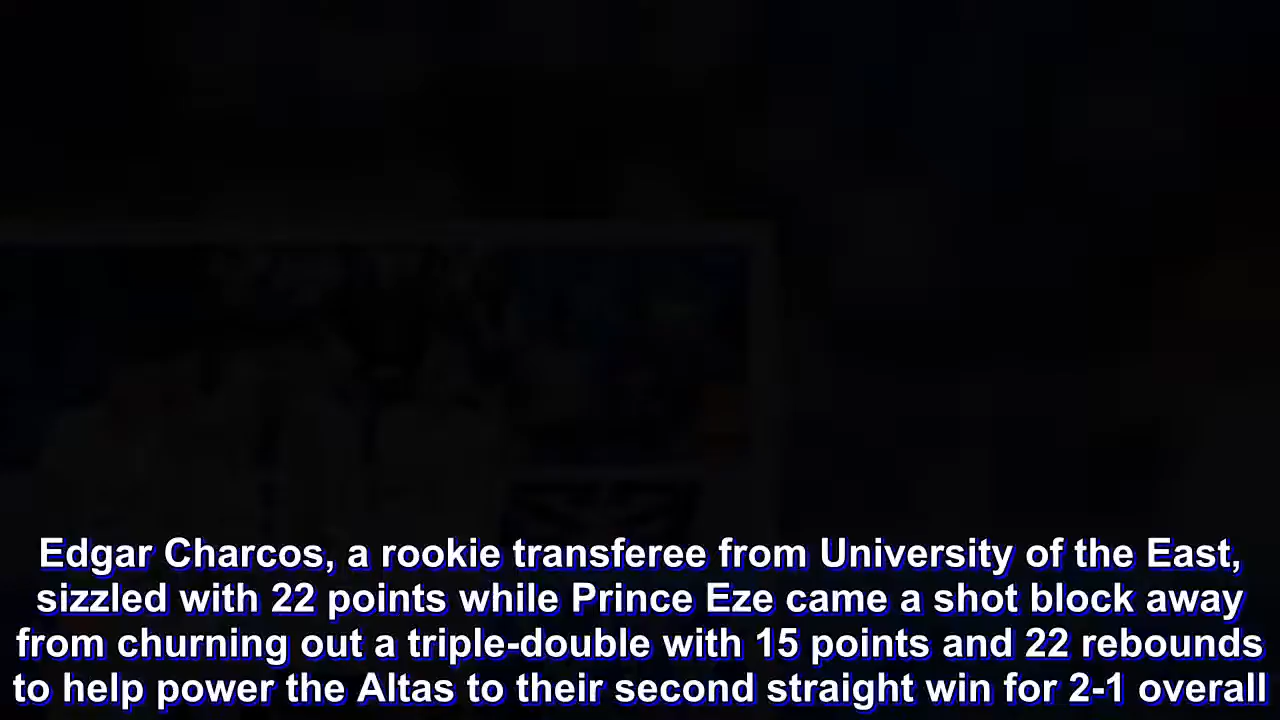 Edgar Charcos, a rookie transferee from University of the East,
sizzled with 22 points while Prince Eze came a shot block away
from churning out a triple-double with 15 points and 22 rebounds
to help power the Altas to their second straight win for 2-1 overall